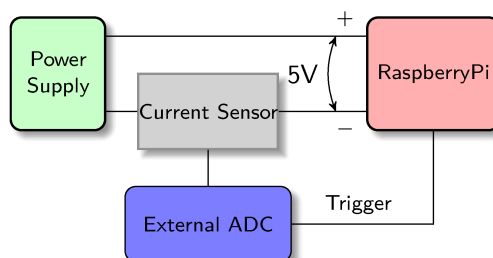 +
Power
Supply
5V
RaspberryPi
Current Sensor
−
Trigger
External ADC